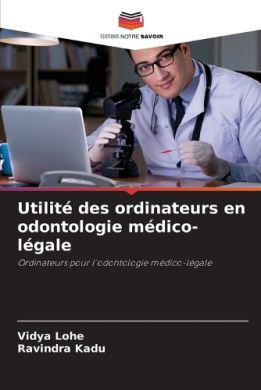 EDITIONS NOTRE SAVOIR
Utilité des ordinateurs en
odontologie médico-
légale
Ordinateurs pour l'odontologie médico-légale
Vidya Lohe
Ravindra Kadu